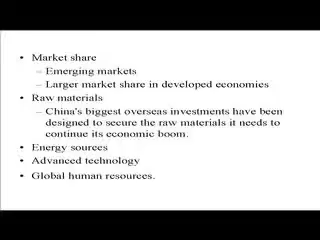 • Market share
– Emerging markets
– Larger market share in developed economies
• Raw materials
– China's biggest overseas investments have been
designed to secure the raw materials it needs to
continue its economic boom.
• Energy sources
• Advanced technology
• Global human resources.